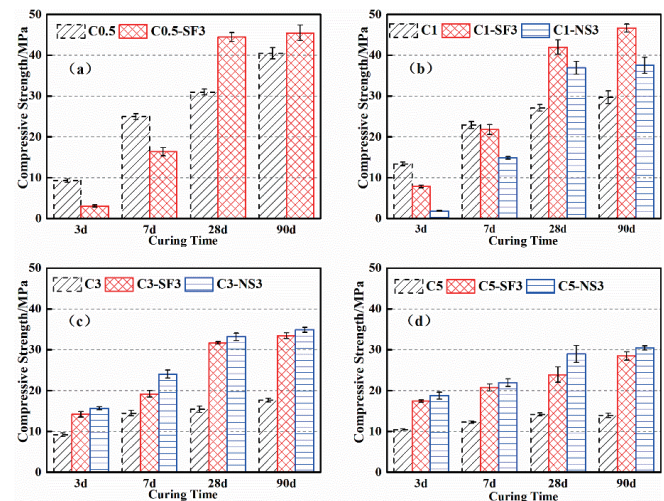 Compressive Strength/MPa
50
40
30
20
10
0
C0.5 C0.5-SF3
（a）
3d 7d 28d 90d
Curing Time
Compressive Strength/MPa
50
40
30
20
10
0
C1 C1-SF3 C1-NS3
（b）
3d 7d 28d 90d
Curing Time
Compressive Strength/MPa
50
40
30
20
10
0
C3 C3-SF3 C3-NS3
（c）
3d 7d 28d 90d
Curing Time
Compressive Strength/MPa
50
40
30
20
10
0
C5 C5-SF3 C5-NS3
（d）
3d 7d 28d 90d
Curing Time